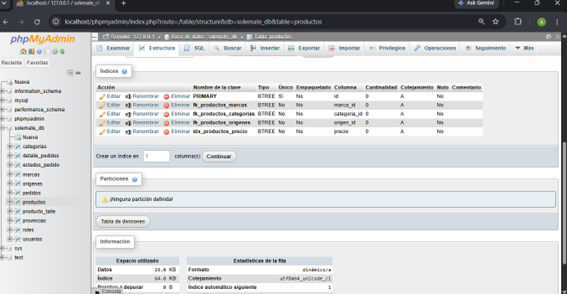 localhost / 127.0.0.1 / solemate_d
localhost/phpmyadmin/index.php?route=/table/structure&db=solemate_db&table=productos
Ask Gemini
phpMyAdmin
Reciente Favoritas
Nueva
information_schema
mysql
performance_schema
phpmyadmin
solemate_db
Nueva
categorias
detalle_pedidos
estados_pedido
marcas
origenes
pedidos
productos
producto_talle
provincias
roles
usuarios
sys
test
Servidor: 127.0.0.1 » Base de datos: solemate_db » Tabla: productos
Examinar Estructura SQL Buscar Insertar Exportar Importar Privilegios Operaciones Seguimiento Más
Índices
Acción Nombre de la clave Tipo Único Empaquetado Columna Cardinalidad Cotejamiento Nulo Comentario
Editar Renombrar Eliminar PRIMARY BTREE Sí No id 0 A No
Editar Renombrar Eliminar fk_productos_marcas BTREE No No marca_id 0 A No
Editar Renombrar Eliminar fk_productos_categorias BTREE No No categoria_id 0 A No
Editar Renombrar Eliminar fk_productos_origenes BTREE No No origen_id 0 A No
Editar Renombrar Eliminar idx_productos_precio BTREE No No precio 0 A No
Crear un índice en 1 columna(s) Continuar
Particiones
¡Ninguna partición definida!
Tabla de divisiones
Información
Espacio utilizado
Datos 16.0 KB
Índice 64.0 KB
Residuo a depurar 0 B
Estadísticas de la fila
Formato dinámico/a
Cotejamiento utf8mb4_unicode_ci
Índice automático siguiente 1
Consola